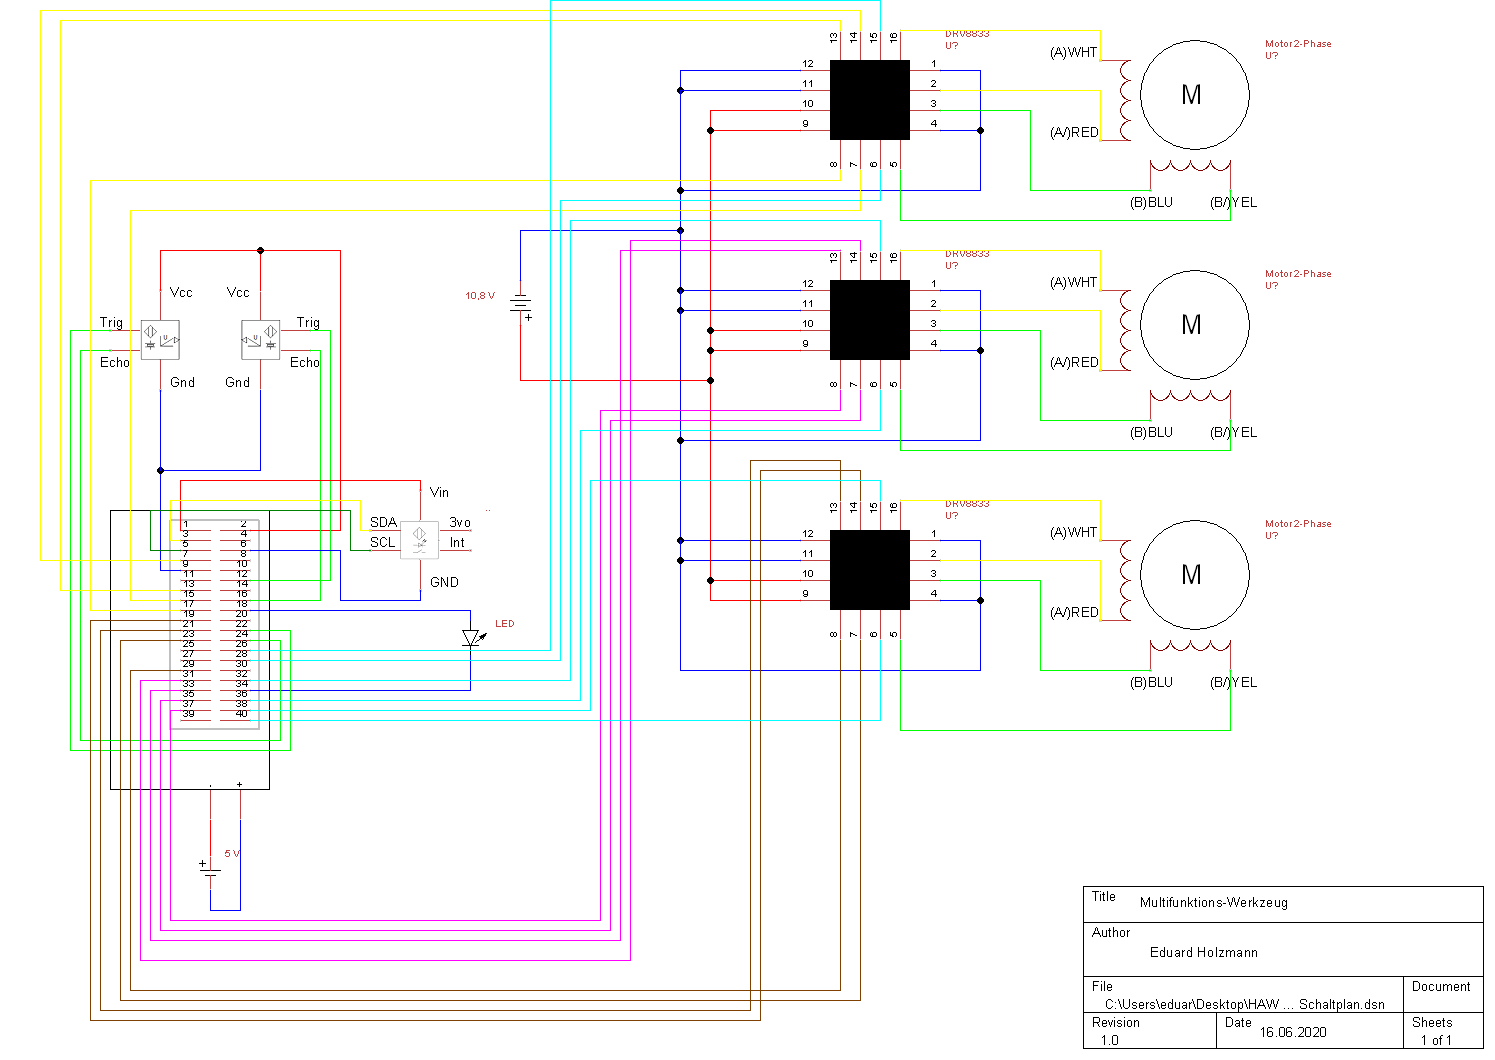 13 14 15 16
DRV8833
U?
12 1
11 2
10 3
9 4
8 7 6 5
(A)WHT
(A/)RED
M
Motor2-Phase
U?
(B)BLU (B/)YEL
13 14 15 16
DRV8833
U?
12 1
11 2
10 3
9 4
8 7 6 5
(A)WHT
(A/)RED
M
Motor2-Phase
U?
(B)BLU (B/)YEL
13 14 15 16
DRV8833
U?
12 1
11 2
10 3
9 4
8 7 6 5
(A)WHT
(A/)RED
M
Motor2-Phase
U?
(B)BLU (B/)YEL
10,8 V
+
Vcc Vcc
Trig Trig
U U
Echo Echo
Gnd Gnd
Vin
SDA 3vo
SCL Int
GND
LED
1 2
3 4
5 6
7 8
9 10
11 12
13 14
15 16
17 18
19 20
21 22
23 24
25 26
27 28
29 30
31 32
33 34
35 36
37 38
39 40
- +
+ 5 V
Title Multifunktions-Werkzeug
Author
Eduard Holzmann
File Document
C:\Users\eduar\Desktop\HAW ... Schaltplan.dsn
Revision Date Sheets
1.0 16.06.2020 1 of 1